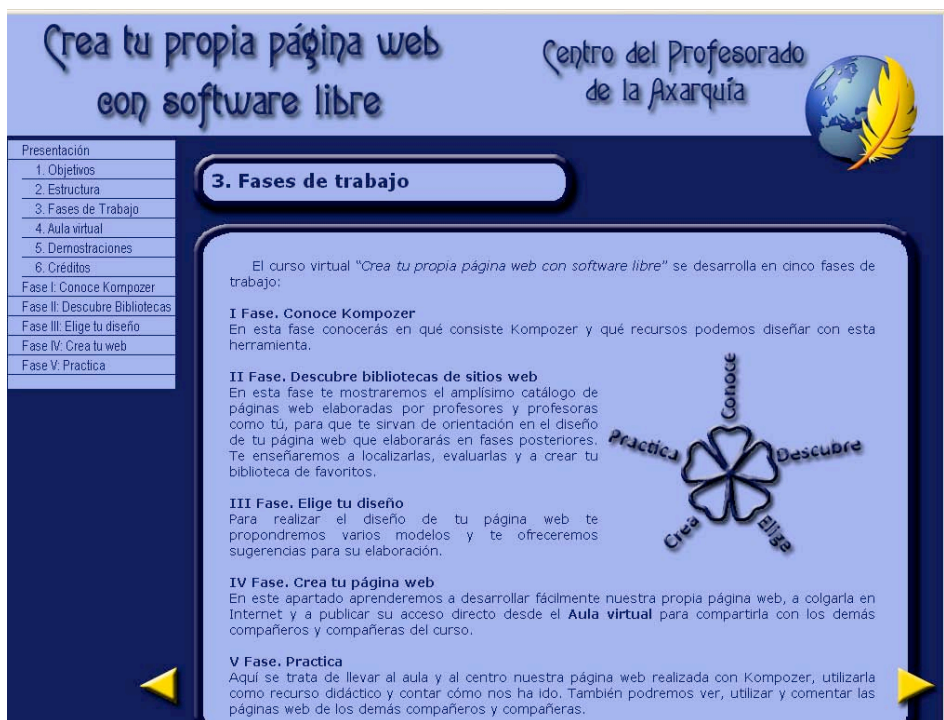 Crea tu propia página web
con software libre
Centro del Profesorado
de la Axarquía
Presentación
1. Objetivos
2. Estructura
3. Fases de Trabajo
4. Aula virtual
5. Demostraciones
6. Créditos
Fase I: Conoce Kompozer
Fase II: Descubre Bibliotecas
Fase III: Elige tu diseño
Fase IV: Crea tu web
Fase V: Practica
3. Fases de trabajo
El curso virtual "Crea tu propia página web con software libre" se desarrolla en cinco fases de
trabajo:
I Fase. Conoce Kompozer
En esta fase conocerás en qué consiste Kompozer y qué recursos podemos diseñar con esta
herramienta.
II Fase. Descubre bibliotecas de sitios web
En esta fase te mostraremos el amplísimo catálogo de
páginas web elaboradas por profesores y profesoras
como tú, para que te sirvan de orientación en el diseño
de tu página web que elaborarás en fases posteriores.
Te enseñaremos a localizarlas, evaluarlas y a crear tu
biblioteca de favoritos.
III Fase. Elige tu diseño
Para realizar el diseño de tu página web te
propondremos varios modelos y te ofreceremos
sugerencias para su elaboración.
Conoce
Descubre
Elige
Crea
Practica
IV Fase. Crea tu página web
En este apartado aprenderemos a desarrollar fácilmente nuestra propia página web, a colgarla en
Internet y a publicar su acceso directo desde el Aula virtual para compartirla con los demás
compañeros y compañeras del curso.
V Fase. Practica
Aquí se trata de llevar al aula y al centro nuestra página web realizada con Kompozer, utilizarla
como recurso didáctico y contar cómo nos ha ido. También podremos ver, utilizar y comentar las
páginas web de los demás compañeros y compañeras.